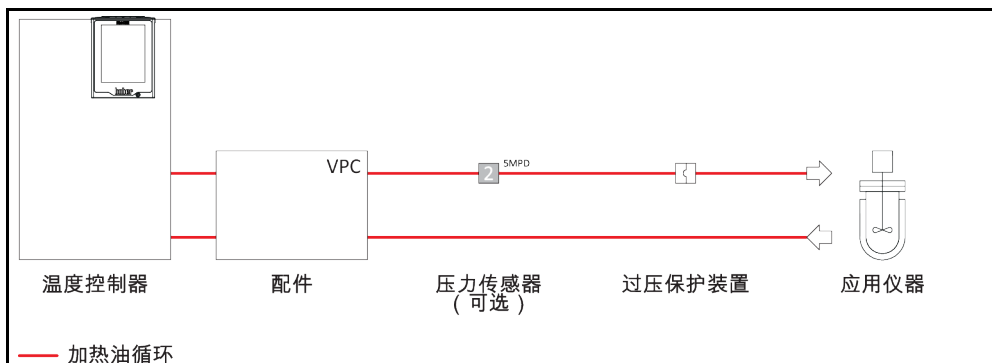 huber
VPC
2
5MPD
温度控制器
配件
压力传感器
（可选）
过压保护装置
应用仪器
加热油循环